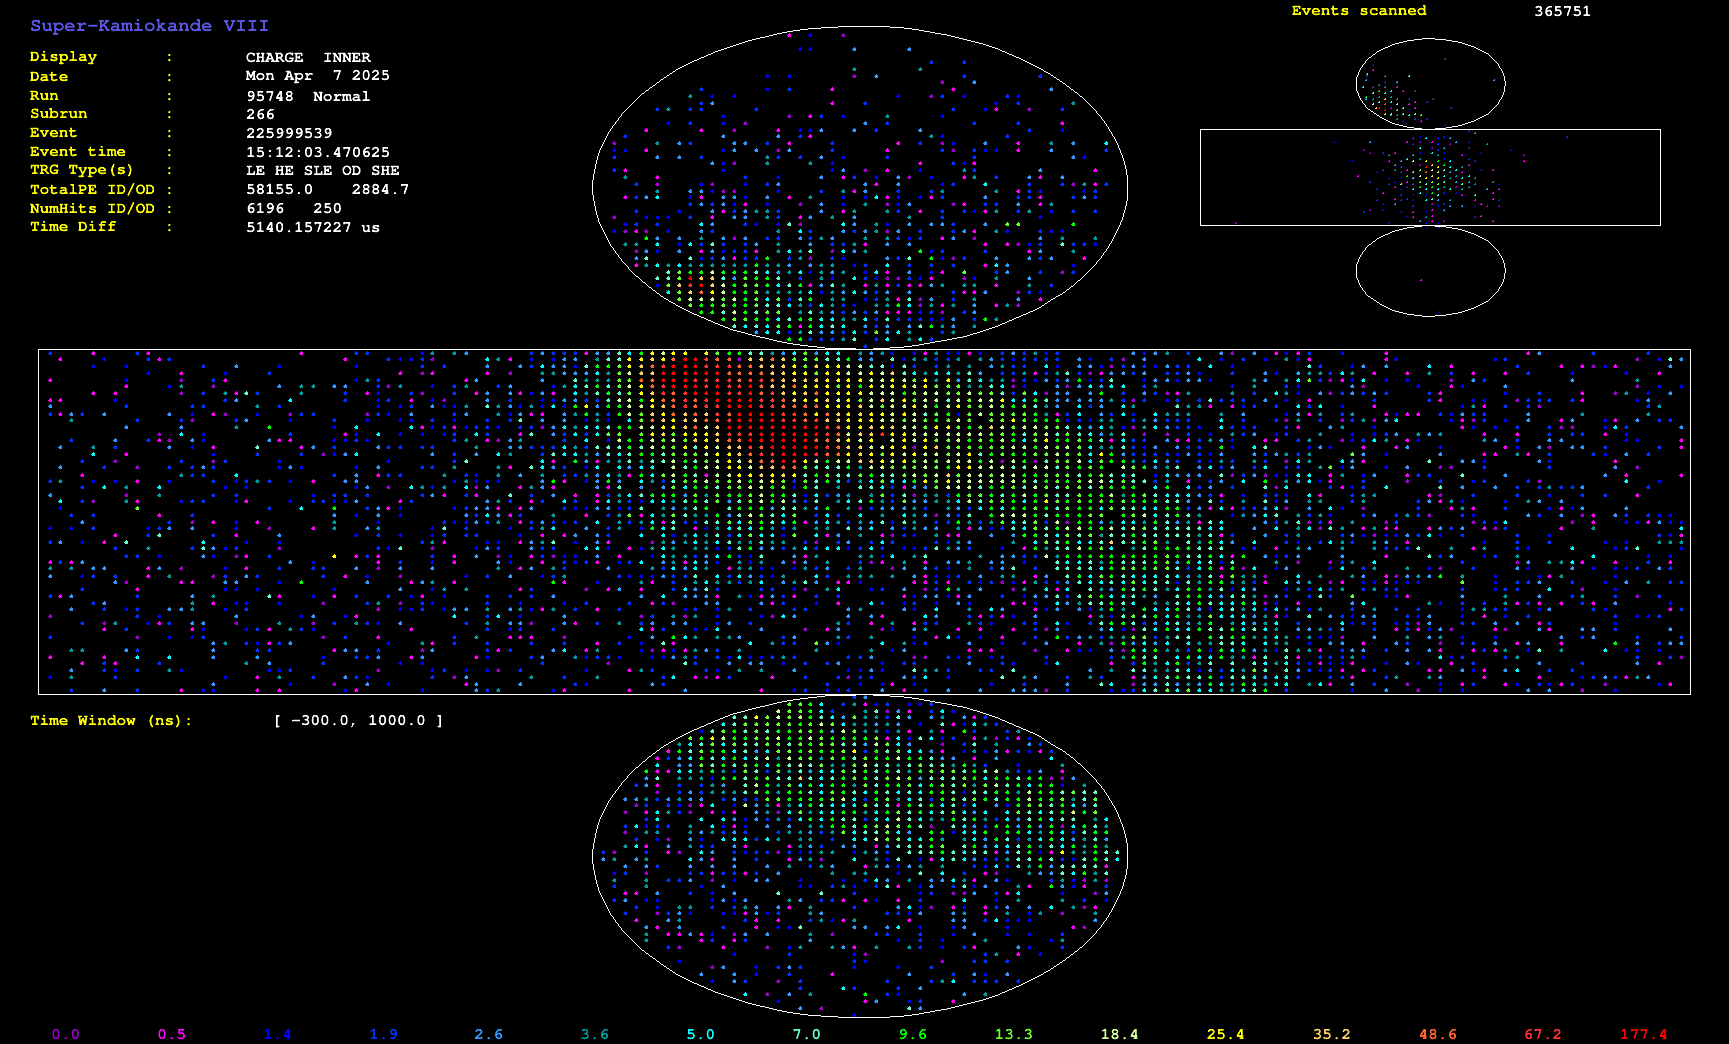 Super-Kamiokande VIII
Display : CHARGE INNER
Date : Mon Apr 7 2025
Run : 95748 Normal
Subrun : 266
Event : 225999539
Event time : 15:12:03.470625
TRG Type(s) : LE HE SLE OD SHE
TotalPE ID/OD : 58155.0 2884.7
NumHits ID/OD : 6196 250
Time Diff : 5140.157227 us
Events scanned 365751
Time Window (ns): [ -300.0, 1000.0 ]
0.0 0.5 1.4 1.9 2.6 3.6 5.0 7.0 9.6 13.3 18.4 25.4 35.2 48.6 67.2 177.4